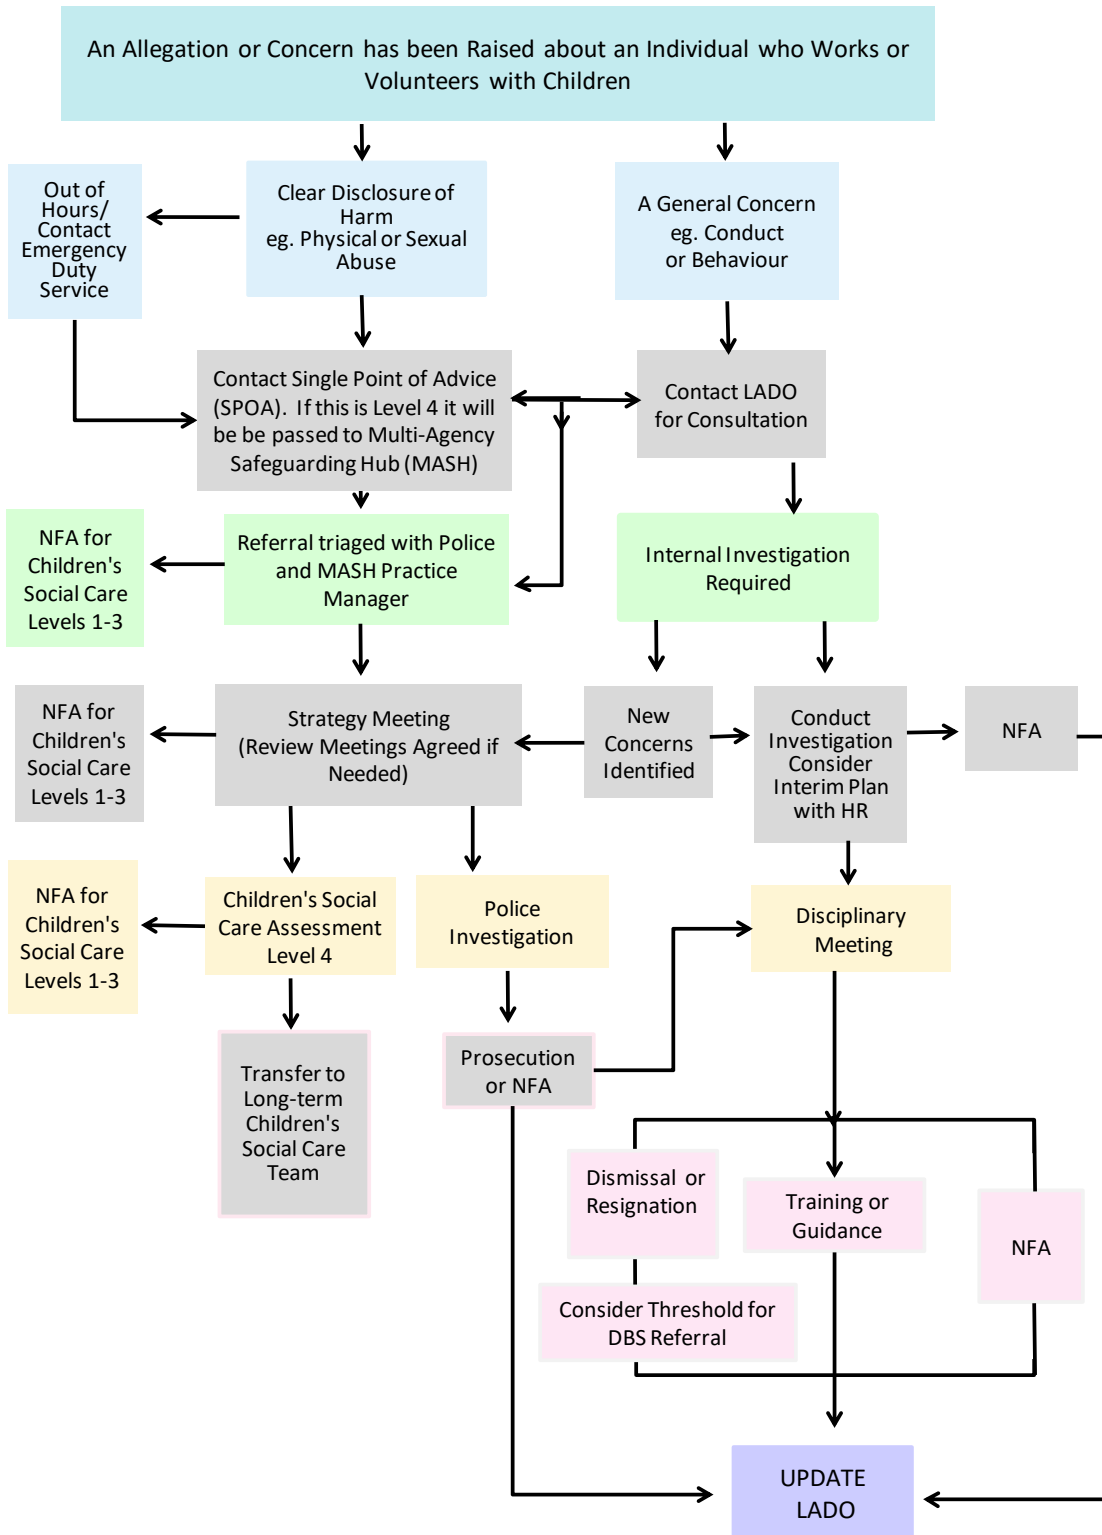 An Allegation or Concern has been Raised about an Individual who Works or
Volunteers with Children
Out of
Hours/
Contact
Emergency
Duty
Service
Clear Disclosure of
Harm
eg. Physical or Sexual
Abuse
A General Concern
eg. Conduct
or Behaviour
Contact Single Point of Advice
(SPOA). If this is Level 4 it will
be be passed to Multi-Agency
Safeguarding Hub (MASH)
Contact LADO
for Consultation
NFA for
Children's
Social Care
Levels 1-3
Referral triaged with Police
and MASH Practice
Manager
Internal Investigation
Required
NFA for
Children's
Social Care
Levels 1-3
Strategy Meeting
(Review Meetings Agreed if
Needed)
New
Concerns
Identified
Conduct
Investigation
Consider
Interim Plan
with HR
NFA
NFA for
Children's
Social Care
Levels 1-3
Children's Social
Care Assessment
Level 4
Police
Investigation
Disciplinary
Meeting
Transfer to
Long-term
Children's
Social Care
Team
Prosecution
or NFA
Dismissal or
Resignation
Training or
Guidance
NFA
Consider Threshold for
DBS Referral
UPDATE
LADO